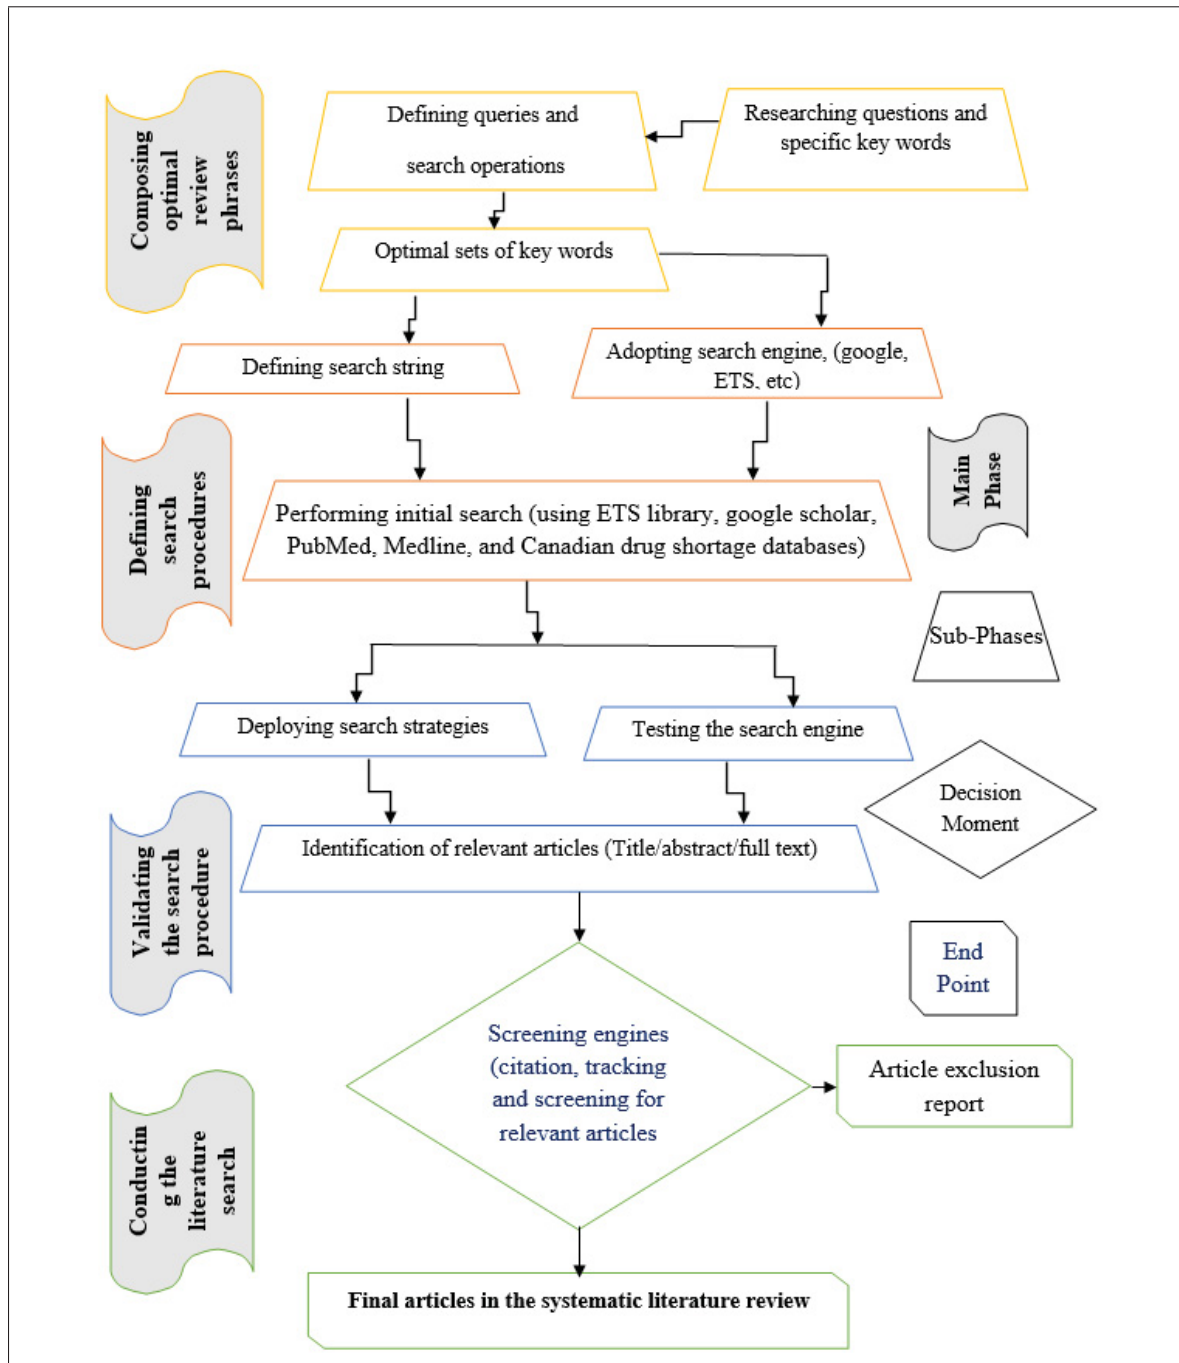 Composing
optimal
review
phrases
Defining queries and
search operations
Researching questions and
specific key words
Optimal sets of key words
Defining search string
Adopting search engine, (google,
ETS, etc)
Defining
search
procedures
Performing initial search (using ETS library, google scholar,
PubMed, Medline, and Canadian drug shortage databases)
Main
Phase
Sub-Phases
Deploying search strategies
Testing the search engine
Decision
Moment
Validating
the search
procedure
Identification of relevant articles (Title/abstract/full text)
End
Point
Screening engines
(citation, tracking
and screening for
relevant articles
Article exclusion
report
Conductin
g the
literature
search
Final articles in the systematic literature review